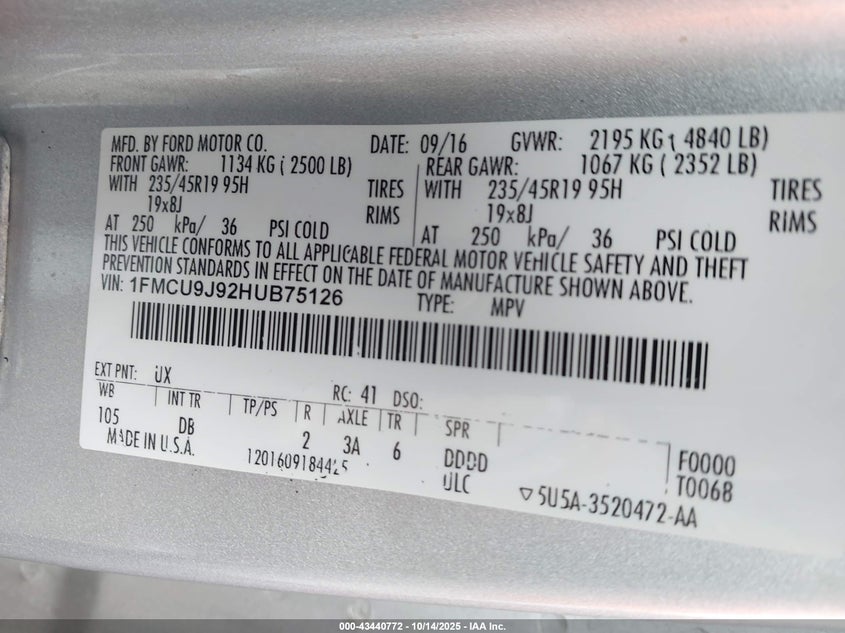 MFD. BY FORD MOTOR CO. DATE: 09/16 GVWR: 2195 KG ( 4840 LB)
FRONT GAWR: 1134 KG ( 2500 LB) REAR GAWR: 1067 KG ( 2352 LB)
WITH 235/45R19 95H TIRES WITH 235/45R19 95H TIRES
19x8J RIMS 19x8J RIMS
AT 250 kPa/ 36 PSI COLD AT 250 kPa/ 36 PSI COLD
THIS VEHICLE CONFORMS TO ALL APPLICABLE FEDERAL MOTOR VEHICLE SAFETY AND THEFT
PREVENTION STANDARDS IN EFFECT ON THE DATE OF MANUFACTURE SHOWN ABOVE.
VIN: 1FMCU9J92HUB75126 TYPE: MPV
EXT PNT: UX RC: 41 DSO:
WB INT TR TP/PS R AXLE TR SPR
105 DB 2 3A 6 DDDD F0000
MADE IN U.S.A. 1201609184425 ULC T0068
5U5A-3520472-AA
000-43440772 - 10/14/2025 - IAA Inc.